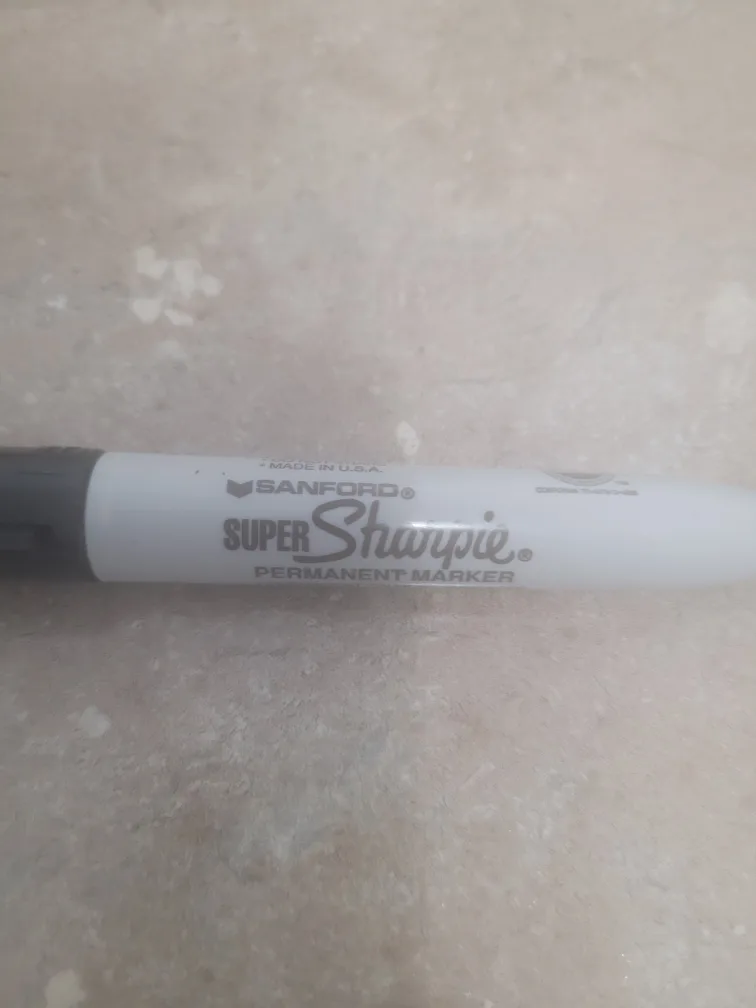 * MADE IN U.S.A.
SANFORD®
SUPER Sharpie®
PERMANENT MARKER